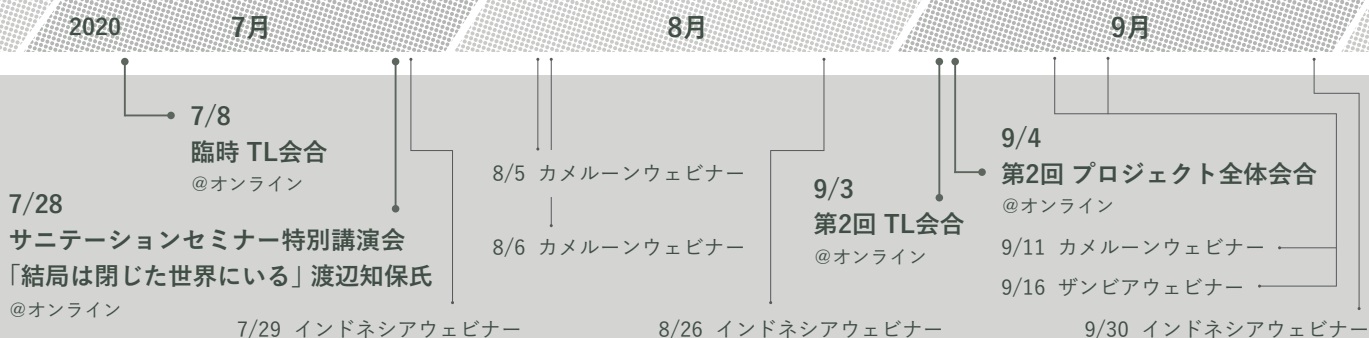 2020
7月
8月
9月
7/8
臨時 TL会合
@オンライン
7/28
サニテーションセミナー特別講演会
「結局は閉じた世界にいる」渡辺知保氏
@オンライン
7/29 インドネシアウェビナー
8/5 カメルーンウェビナー
8/6 カメルーンウェビナー
8/26 インドネシアウェビナー
9/3
第2回 TL会合
@オンライン
9/4
第2回 プロジェクト全体会合
@オンライン
9/11 カメルーンウェビナー
9/16 ザンビアウェビナー
9/30 インドネシアウェビナー